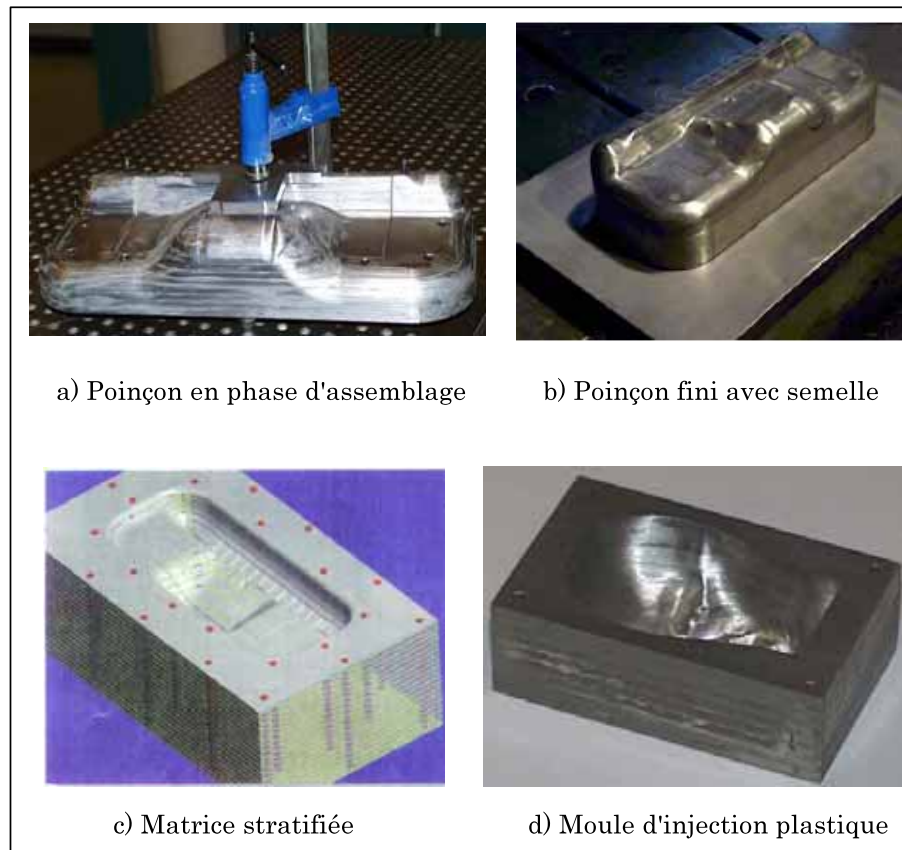 a) Poinçon en phase d'assemblage
b) Poinçon fini avec semelle
c) Matrice stratifiée
d) Moule d'injection plastique